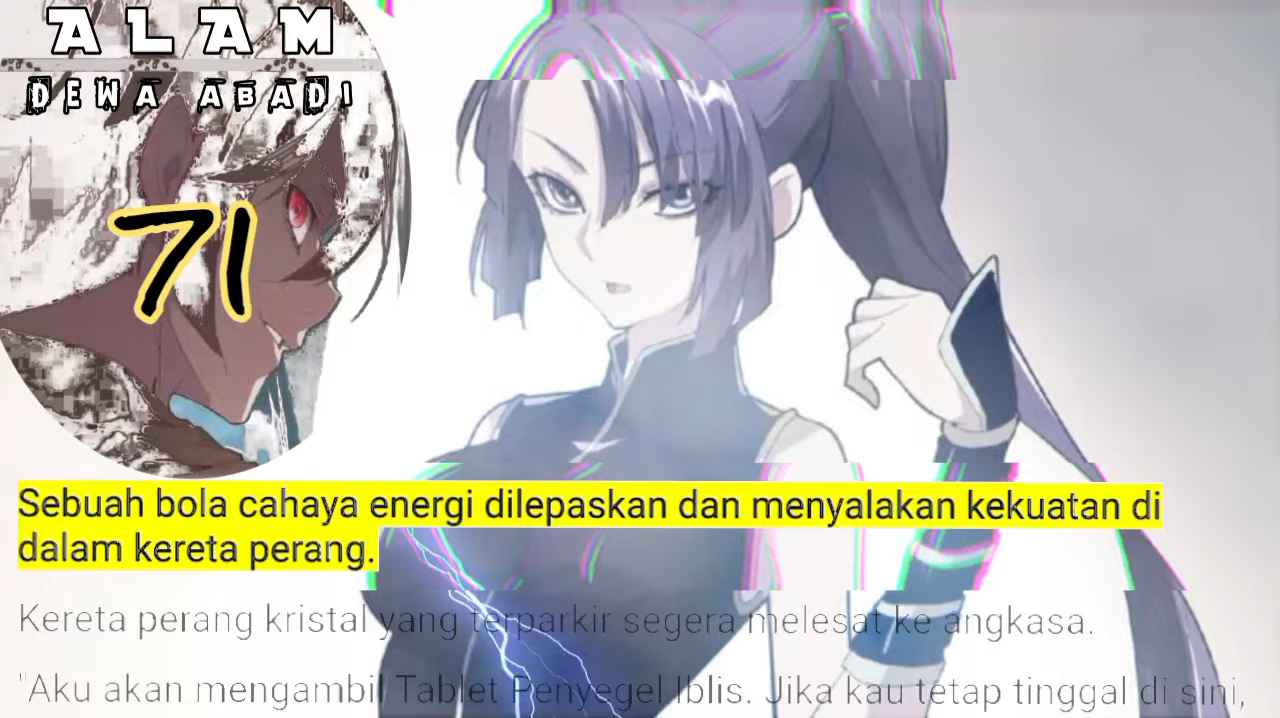 ALAM
DEWA ABADI
71
Sebuah bola cahaya energi dilepaskan dan menyalakan kekuatan di
dalam kereta perang.
Kereta perang kristal yang terparkir segera melesat ke angkasa.
"Aku akan mengambil Tablet Penyegel Iblis. Jika kau tetap tinggal di sini,